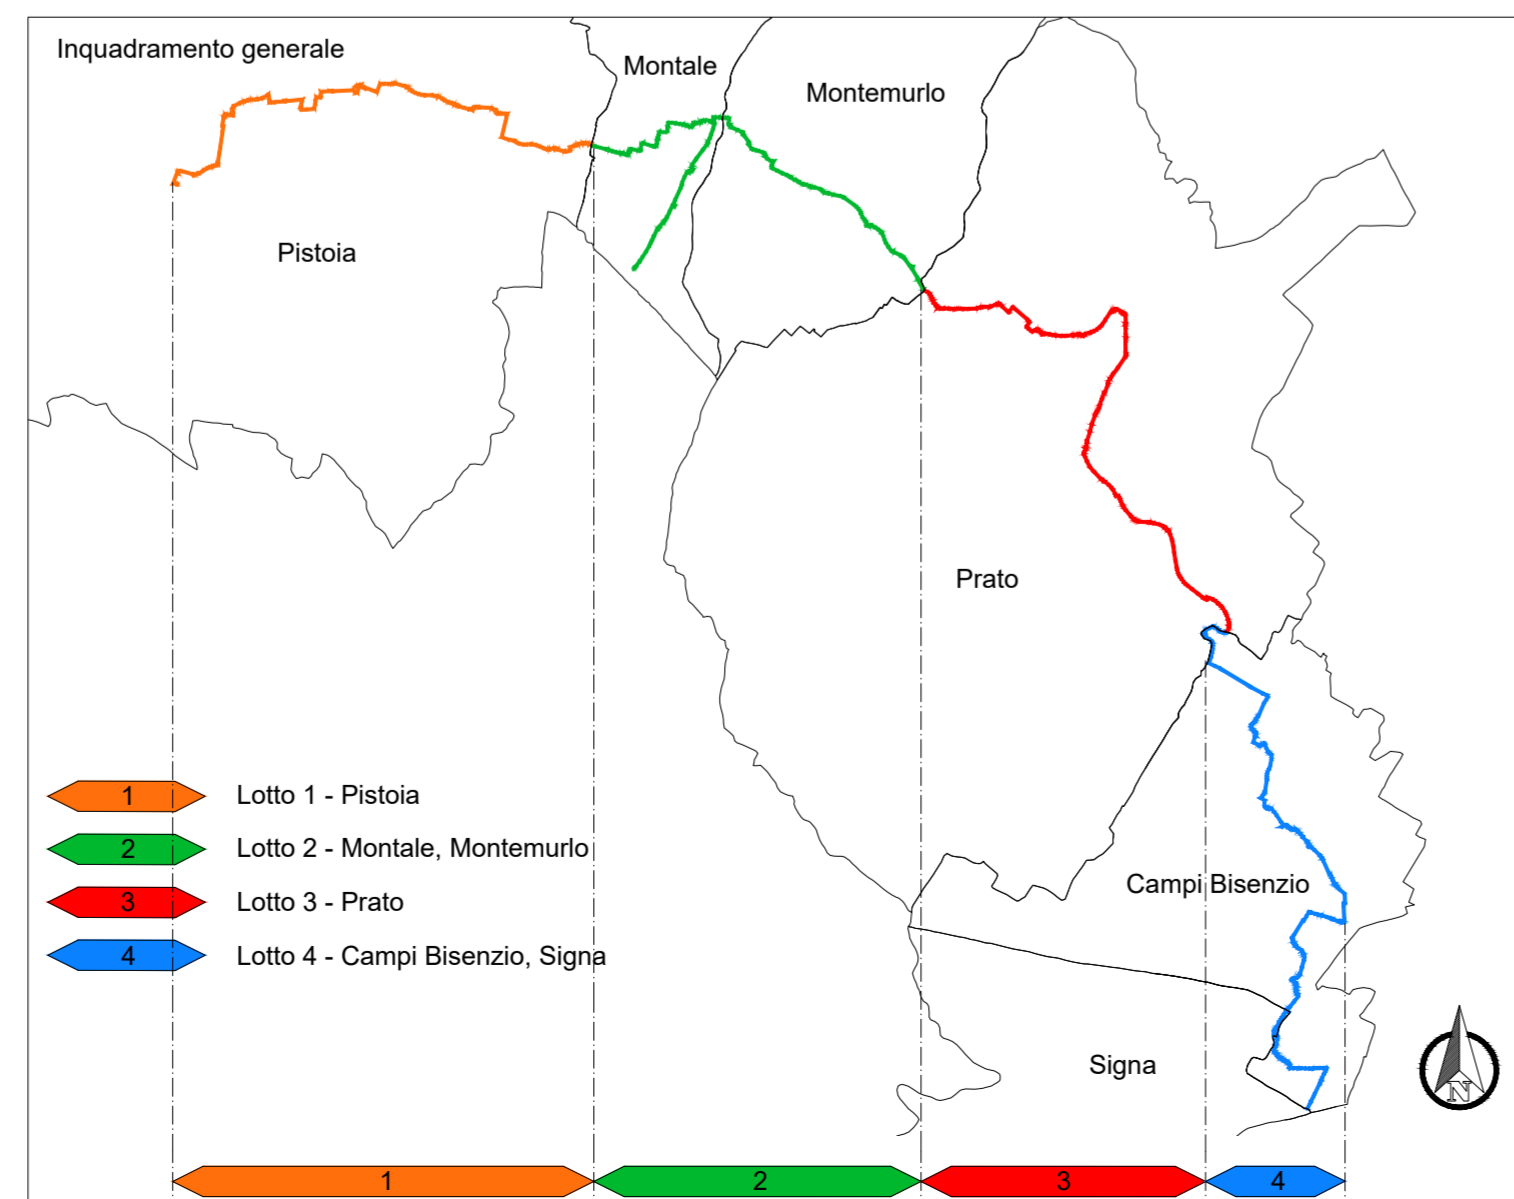 Inquadramento generale
Montale
Montemurlo
Pistoia
Prato
1 Lotto 1 - Pistoia
2 Lotto 2 - Montale, Montemurlo
3 Lotto 3 - Prato
4 Lotto 4 - Campi Bisenzio, Signa
Campi Bisenzio
Signa
N
1 2 3 4